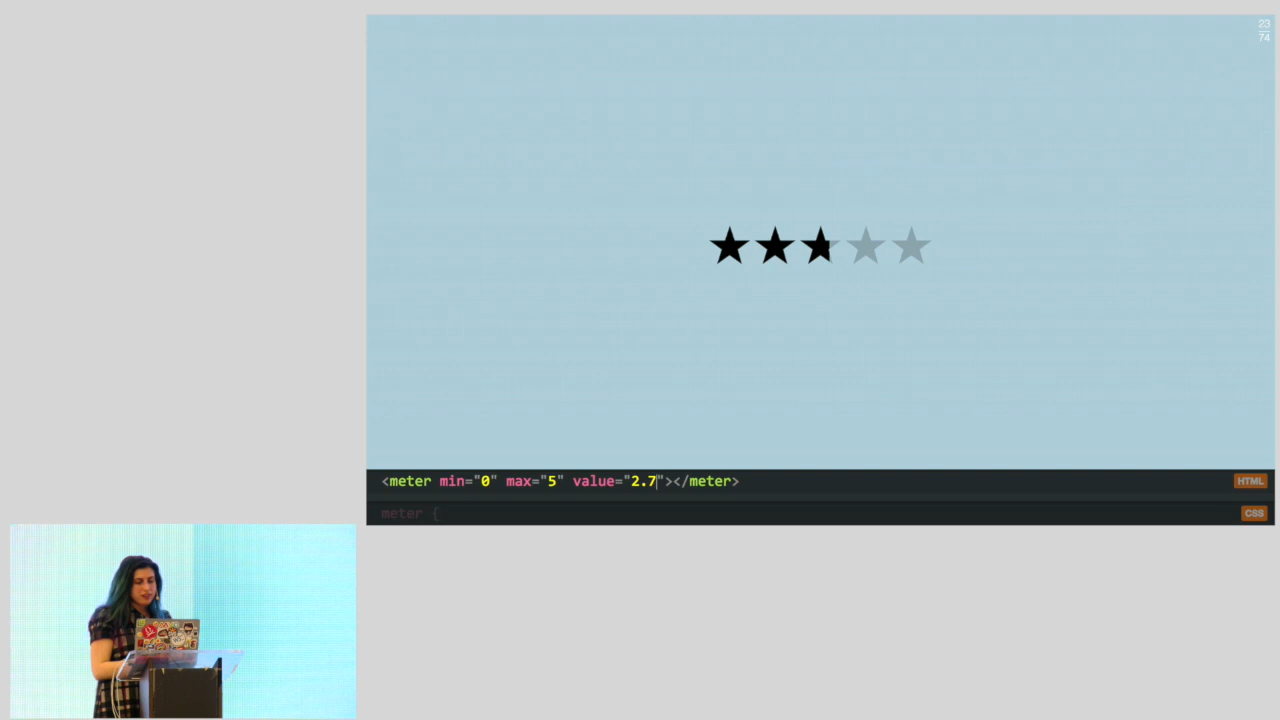 23
74
<meter min="0" max="5" value="2.7"></meter>
HTML
meter {
CSS